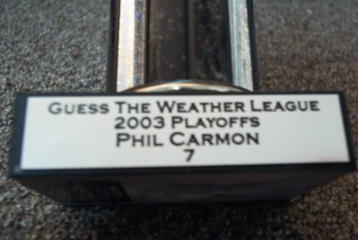 GUESS THE WEATHER LEAGUE
2003 PLAYOFFS
PHIL CARMON
7